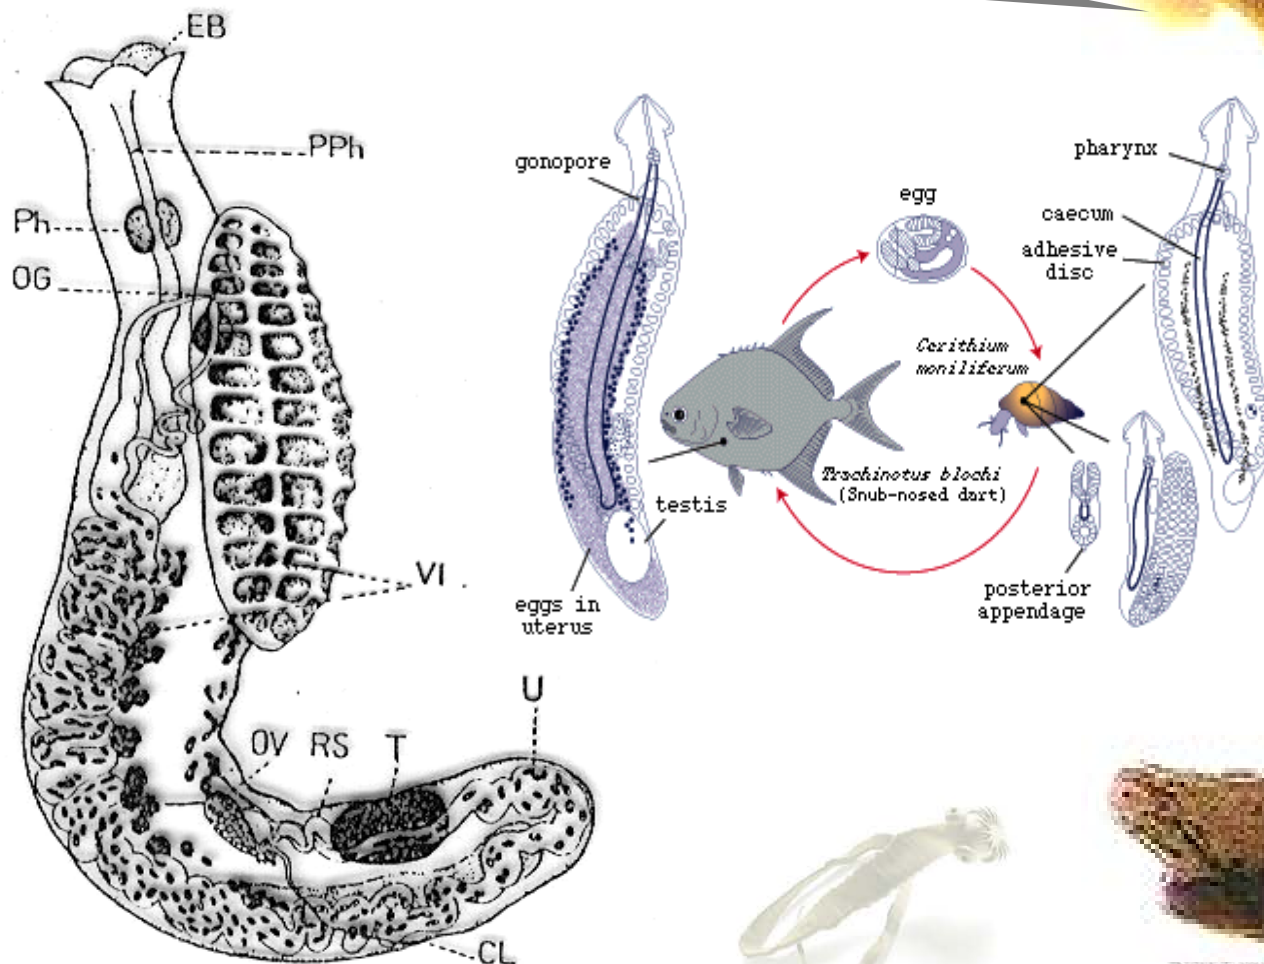 EB
PPh
Ph
OG
VI
U
OV RS T
CL
gonopore
egg
pharynx
caecum
adhesive
disc
Cerithium
moniliferum
Trachinotus blochi
(Snub-nosed dart)
testis
eggs in
uterus
posterior
appendage